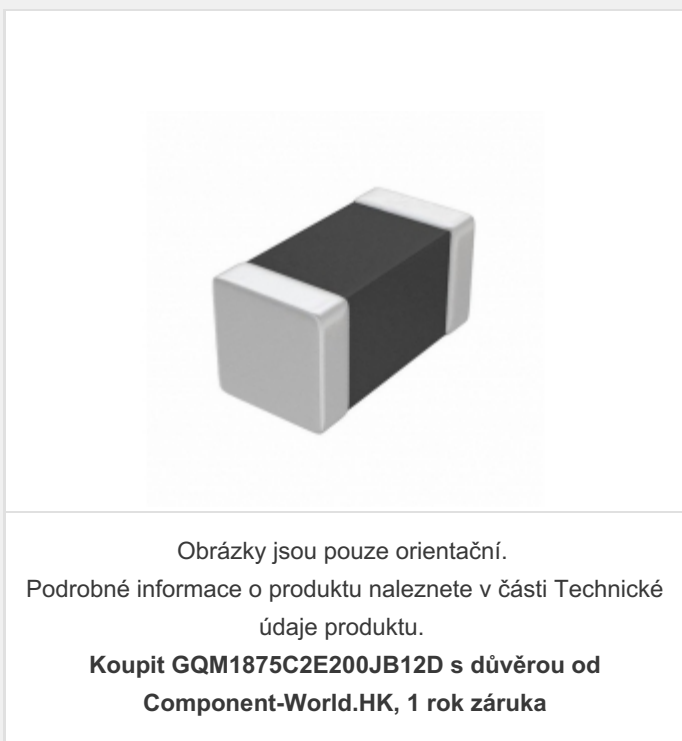 Obrázky jsou pouze orientační.
Podrobné informace o produktu naleznete v části Technické
údaje produktu.
Koupit GQM1875C2E200JB12D s důvěrou od
Component-World.HK, 1 rok záruka